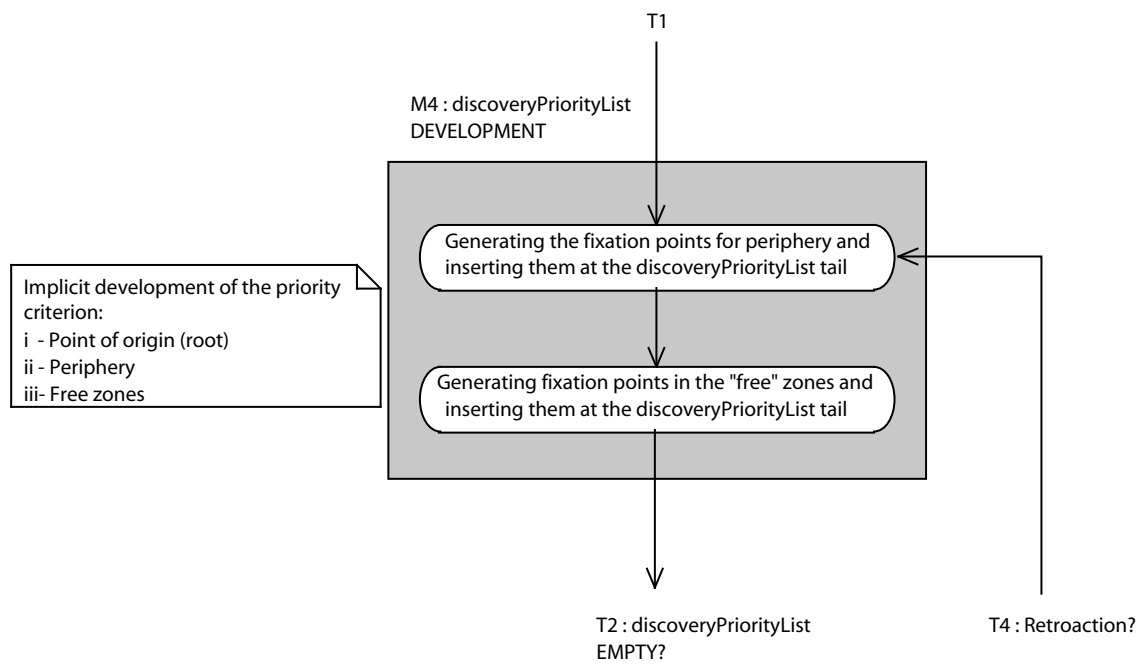 T1
M4 : discoveryPriorityList
DEVELOPMENT
Generating the fixation points for periphery and
inserting them at the discoveryPriorityList tail
Implicit development of the priority
criterion:
i - Point of origin (root)
ii - Periphery
iii- Free zones
Generating fixation points in the "free" zones and
inserting them at the discoveryPriorityList tail
T2 : discoveryPriorityList
EMPTY?
T4 : Retroaction?